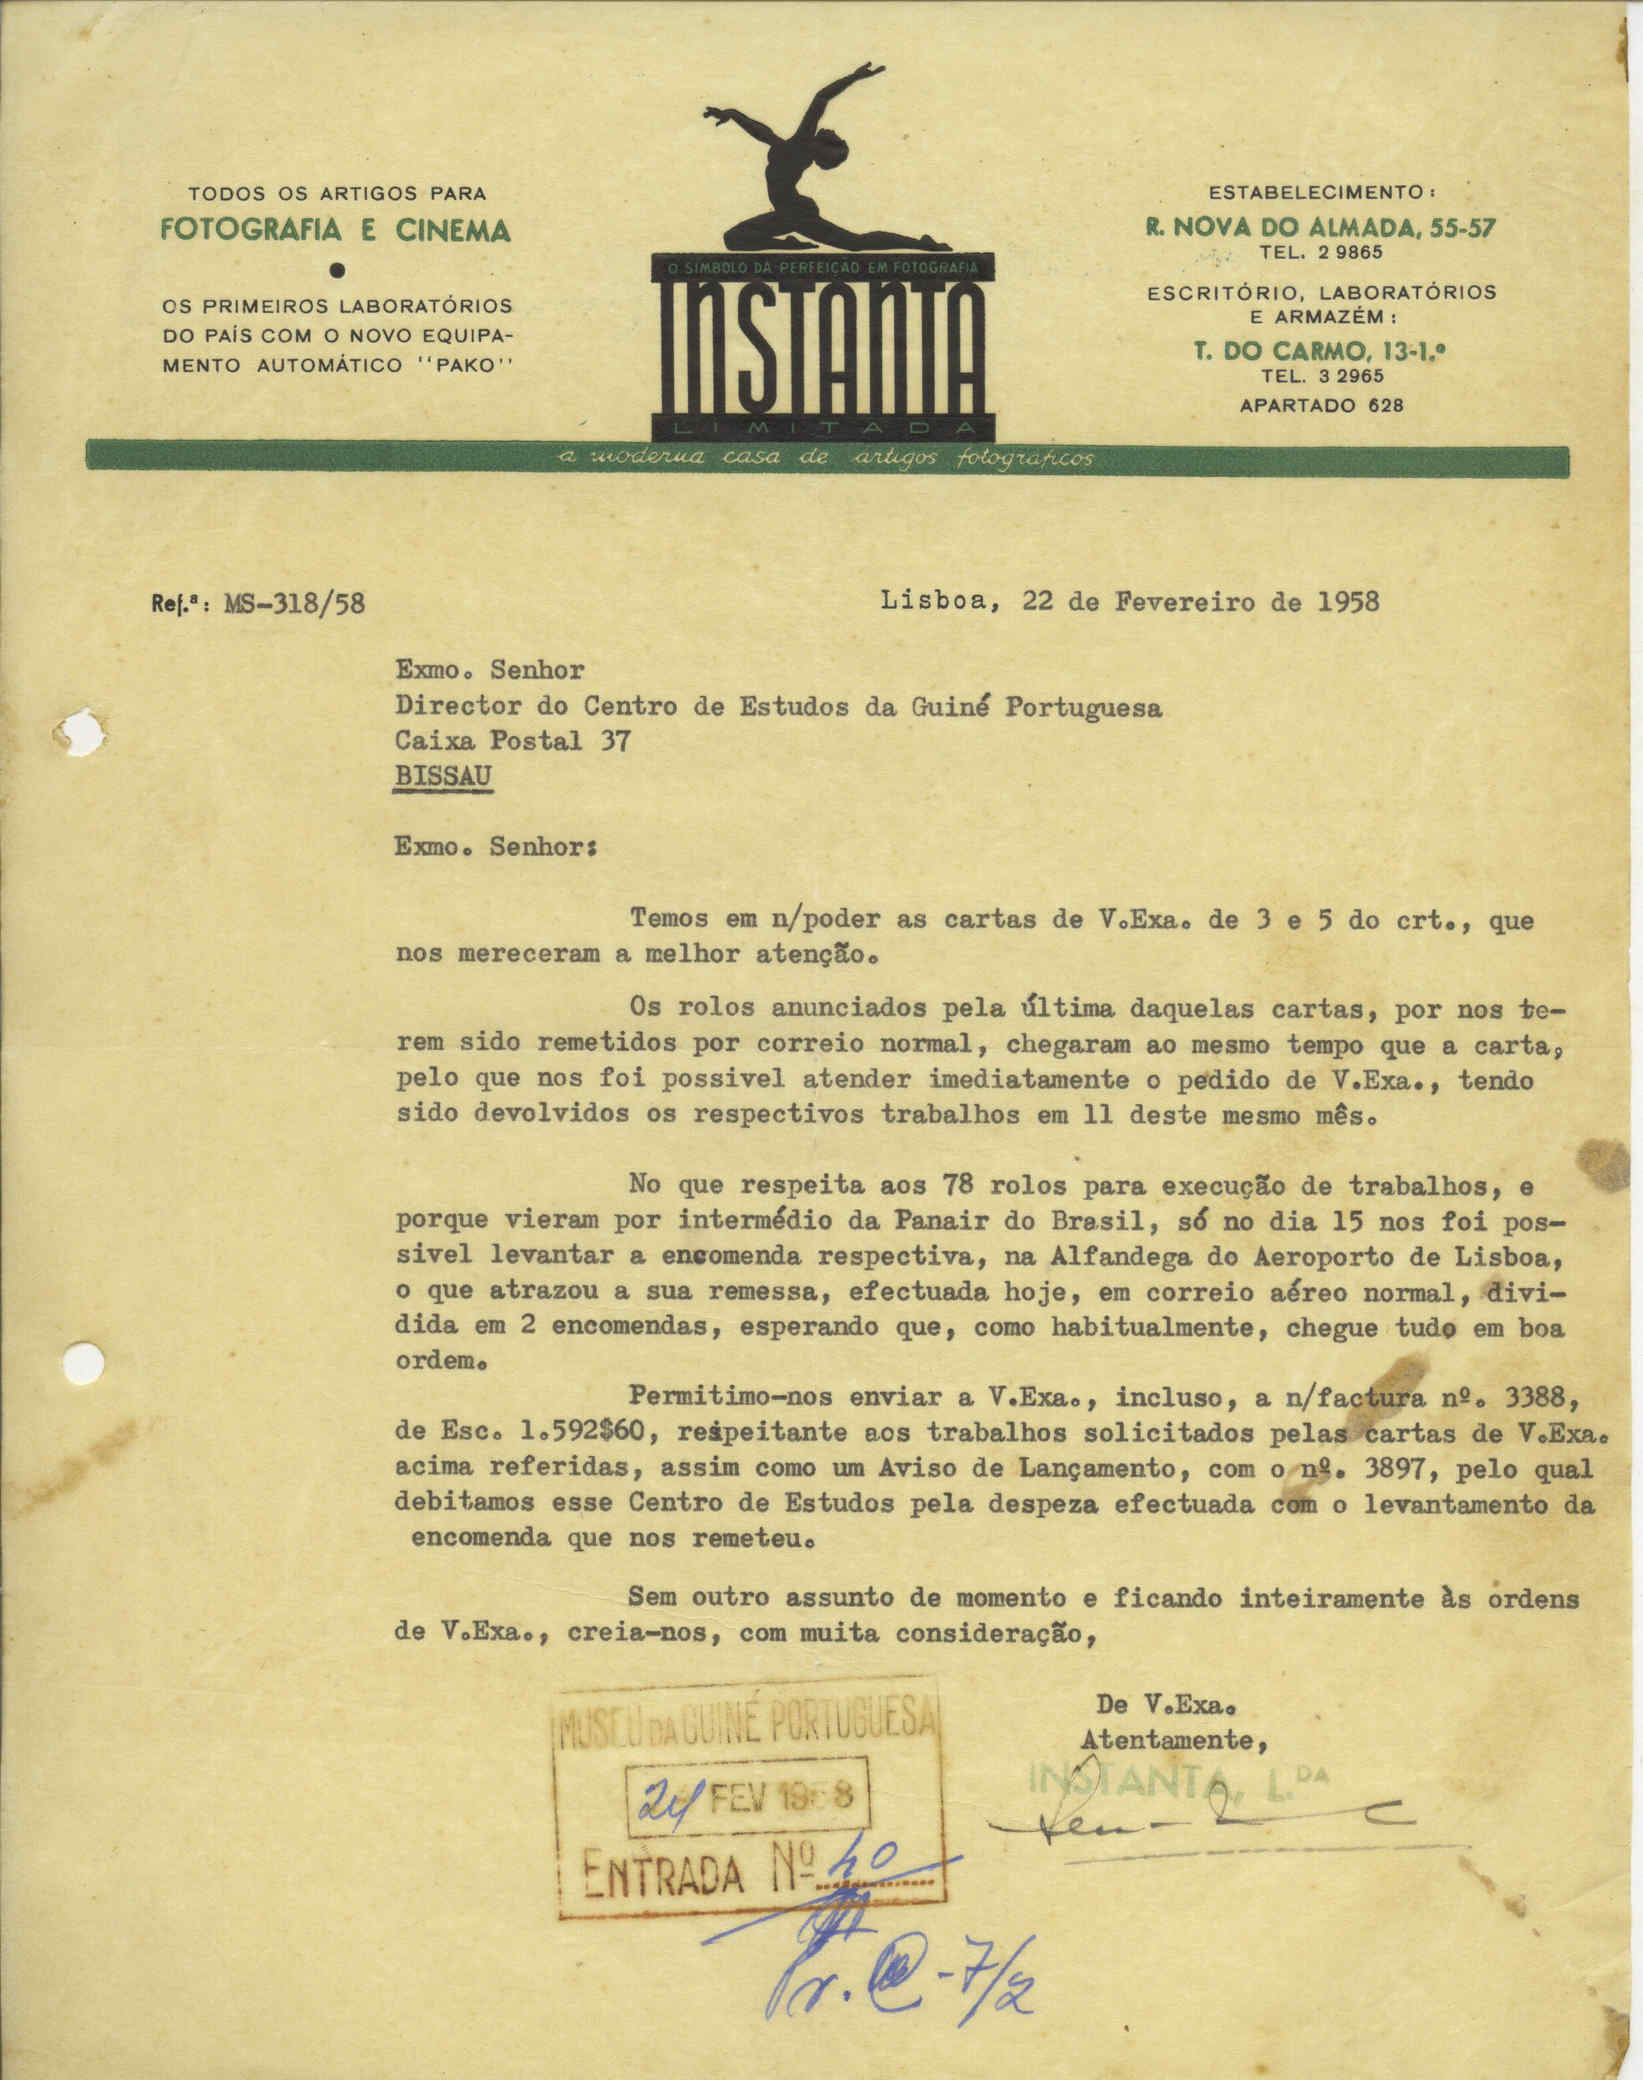 TODOS OS ARTIGOS PARA
FOTOGRAFIA E CINEMA
OS PRIMEIROS LABORATÓRIOS
DO PAÍS COM O NOVO EQUIPA-
MENTO AUTOMÁTICO "PAKO"
O SÍMBOLO DA PERFEIÇÃO EM FOTOGRAFIA
INSTANTA
LIMITADA
a moderna casa de artigos fotográficos
ESTABELECIMENTO:
R. NOVA DO ALMADA, 55-57
TEL. 2 9865
ESCRITÓRIO, LABORATÓRIOS
E ARMAZÉM:
T. DO CARMO, 13-1.º
TEL. 3 2965
APARTADO 628
Ref.ª: MS-318/58
Lisboa, 22 de Fevereiro de 1958
Exmo. Senhor
Director do Centro de Estudos da Guiné Portuguesa
Caixa Postal 37
BISSAU
Exmo. Senhor:
Temos em n/poder as cartas de V.Exa. de 3 e 5 do crt., que
nos mereceram a melhor atenção.
Os rolos anunciados pela última daquelas cartas, por nos te-
rem sido remetidos por correio normal, chegaram ao mesmo tempo que a carta,
pelo que nos foi possivel atender imediatamente o pedido de V.Exa., tendo
sido devolvidos os respectivos trabalhos em 11 deste mesmo mês.
No que respeita aos 78 rolos para execução de trabalhos, e
porque vieram por intermédio da Panair do Brasil, só no dia 15 nos foi pos-
sivel levantar a encomenda respectiva, na Alfandega do Aeroporto de Lisboa,
o que atrazou a sua remessa, efectuada hoje, em correio aéreo normal, divi-
dida em 2 encomendas, esperando que, como habitualmente, chegue tudo em boa
ordem.
Permitimo-nos enviar a V.Exa., incluso, a n/factura nº. 3388,
de Esc. 1.592$60, respeitante aos trabalhos solicitados pelas cartas de V.Exa.
acima referidas, assim como um Aviso de Lançamento, com o nº. 3897, pelo qual
debitamos esse Centro de Estudos pela despeza efectuada com o levantamento da
encomenda que nos remeteu.
Sem outro assunto de momento e ficando inteiramente às ordens
de V.Exa., creia-nos, com muita consideração,
De V.Exa.
Atentamente,
INSTANTA, L.DA
MUSEU DA GUINÉ PORTUGUESA
24 FEV 1958
ENTRADA Nº 40
- 7/2